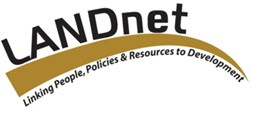 LANDnet
Linking People, Policies & Resources to Development